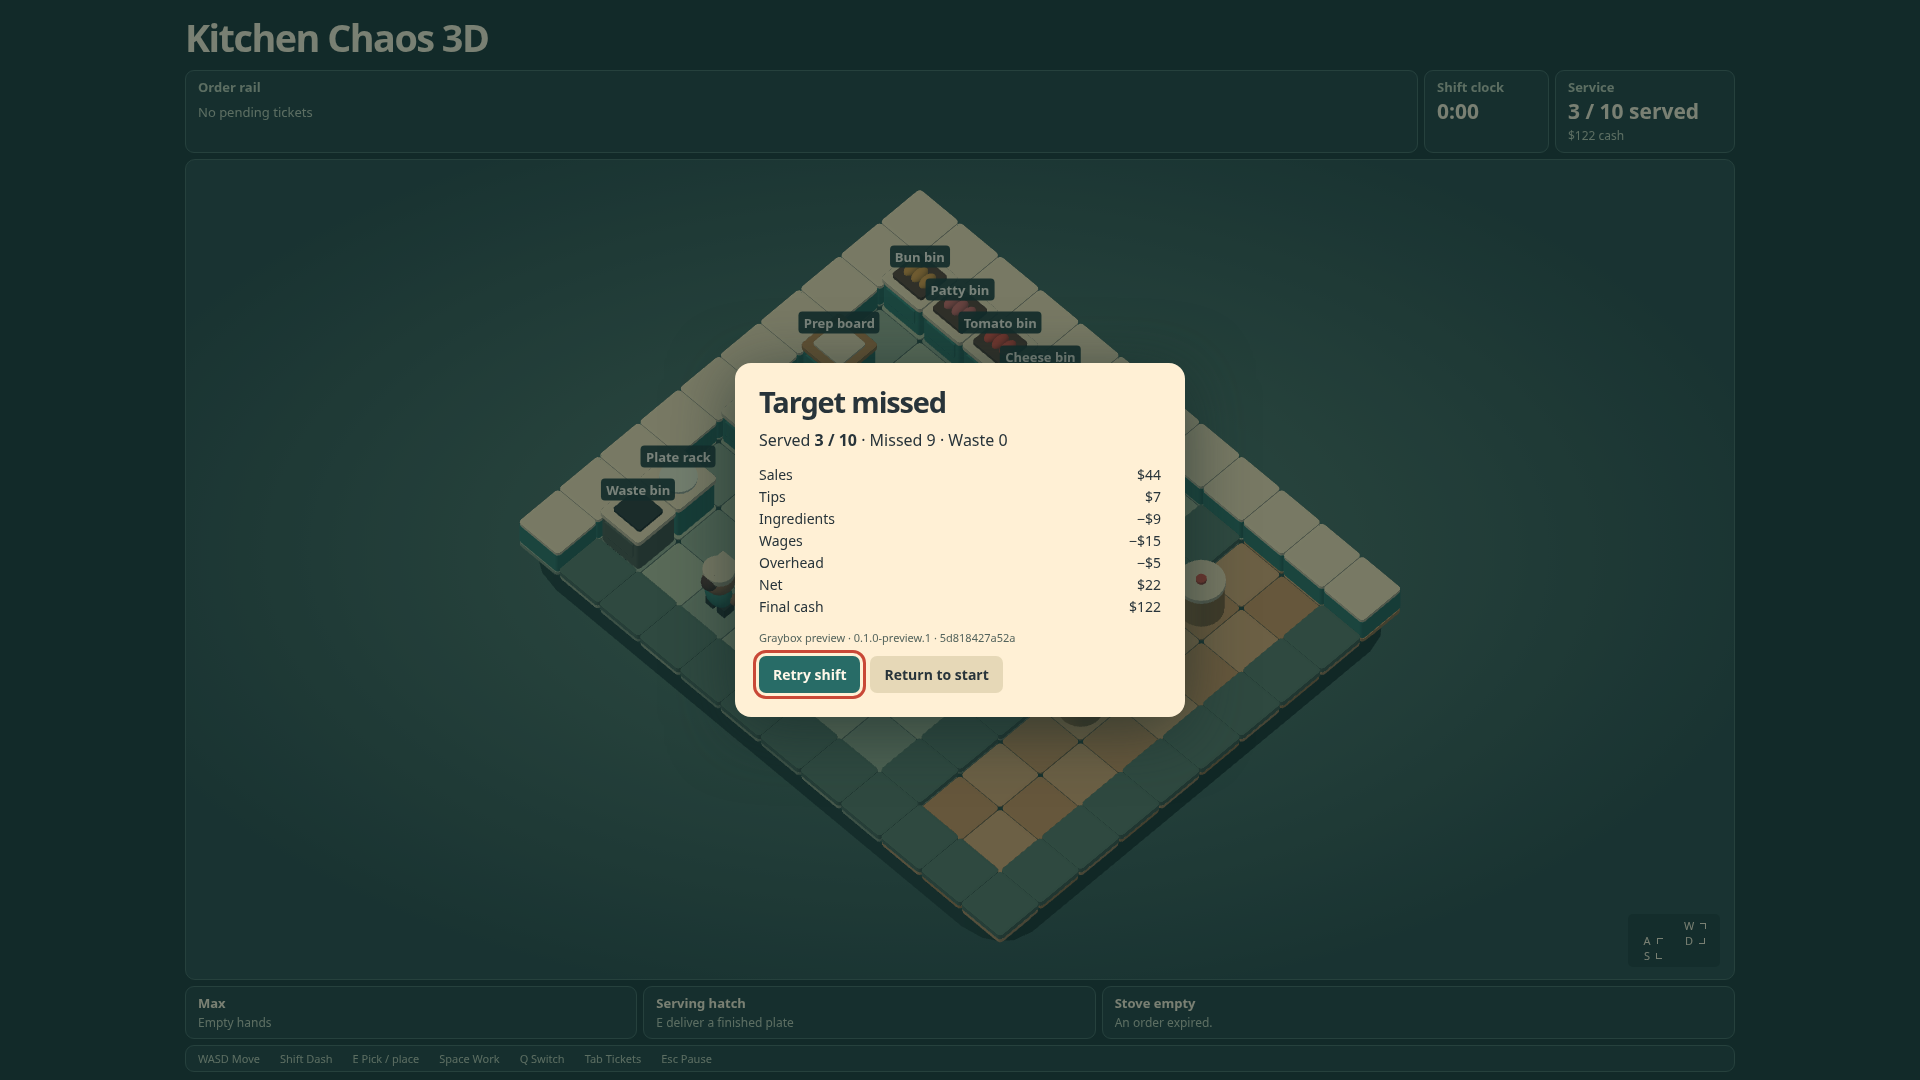 Kitchen Chaos 3D
Order rail
No pending tickets
Shift clock
0:00
Service
3 / 10 served
$122 cash
Bun bin
Patty bin
Prep board
Tomato bin
Cheese bin
Plate rack
Waste bin
Target missed
Served 3 / 10 · Missed 9 · Waste 0
Sales $44
Tips $7
Ingredients −$9
Wages −$15
Overhead −$5
Net $22
Final cash $122
Graybox preview · 0.1.0-preview.1 · 5d818427a52a
Retry shift Return to start
W
A D
S
Max
Empty hands
Serving hatch
E deliver a finished plate
Stove empty
An order expired.
WASD Move Shift Dash E Pick / place Space Work Q Switch Tab Tickets Esc Pause